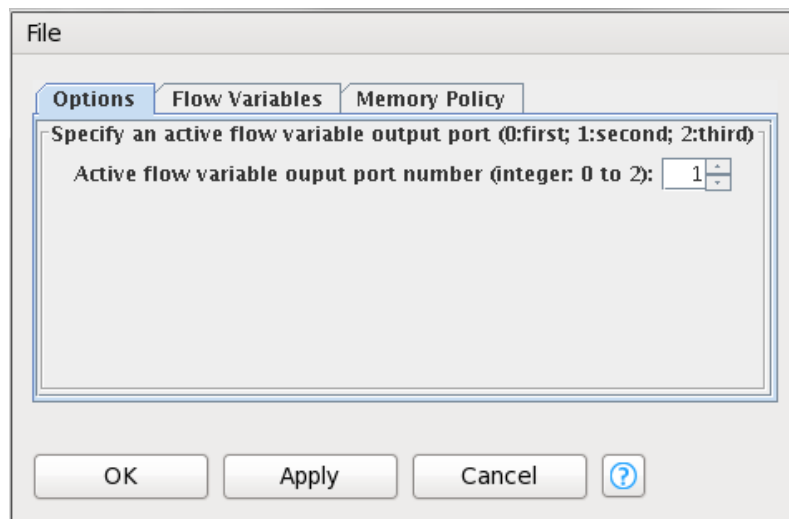 File
Options Flow Variables Memory Policy
Specify an active flow variable output port (0:first; 1:second; 2:third)
Active flow variable ouput port number (integer: 0 to 2): 1
OK Apply Cancel ?